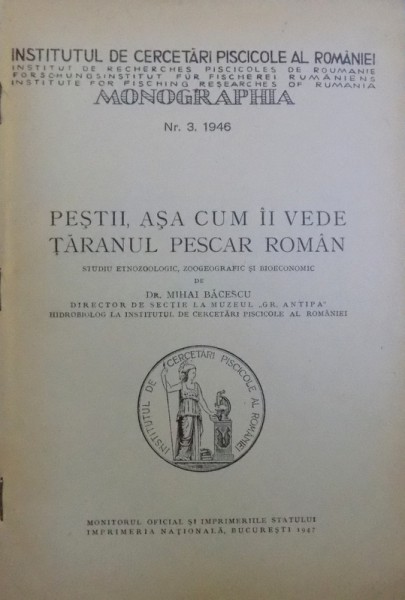 INSTITUTUL DE CERCETĂRI PISCICOLE AL ROMÂNIEI
INSTITUT DE RECHERCHES PISCICOLES DE ROUMANIE
FORSCHUNGSINSTITUT FÜR FISCHEREI RUMÄNIENS
INSTITUTE FOR FISCHING RESEARCHES OF RUMANIA
MONOGRAPHIA
Nr. 3. 1946
PEȘTII, AȘA CUM ÎI VEDE
ȚĂRANUL PESCAR ROMÂN
STUDIU ETNOZOOLOGIC, ZOOGEOGRAFIC ȘI BIOECONOMIC
DE
DR. MIHAI BĂCESCU
DIRECTOR DE SECȚIE LA MUZEUL „GR. ANTIPA"
HIDROBIOLOG LA INSTITUTUL DE CERCETĂRI PISCICOLE AL ROMÂNIEI
INSTITUTUL DE CERCETĂRI PISCICOLE AL ROMÂNIEI
MONITORUL OFICIAL ȘI IMPRIMERIILE STATULUI
IMPRIMERIA NAȚIONALĂ, BUCUREȘTI 1947